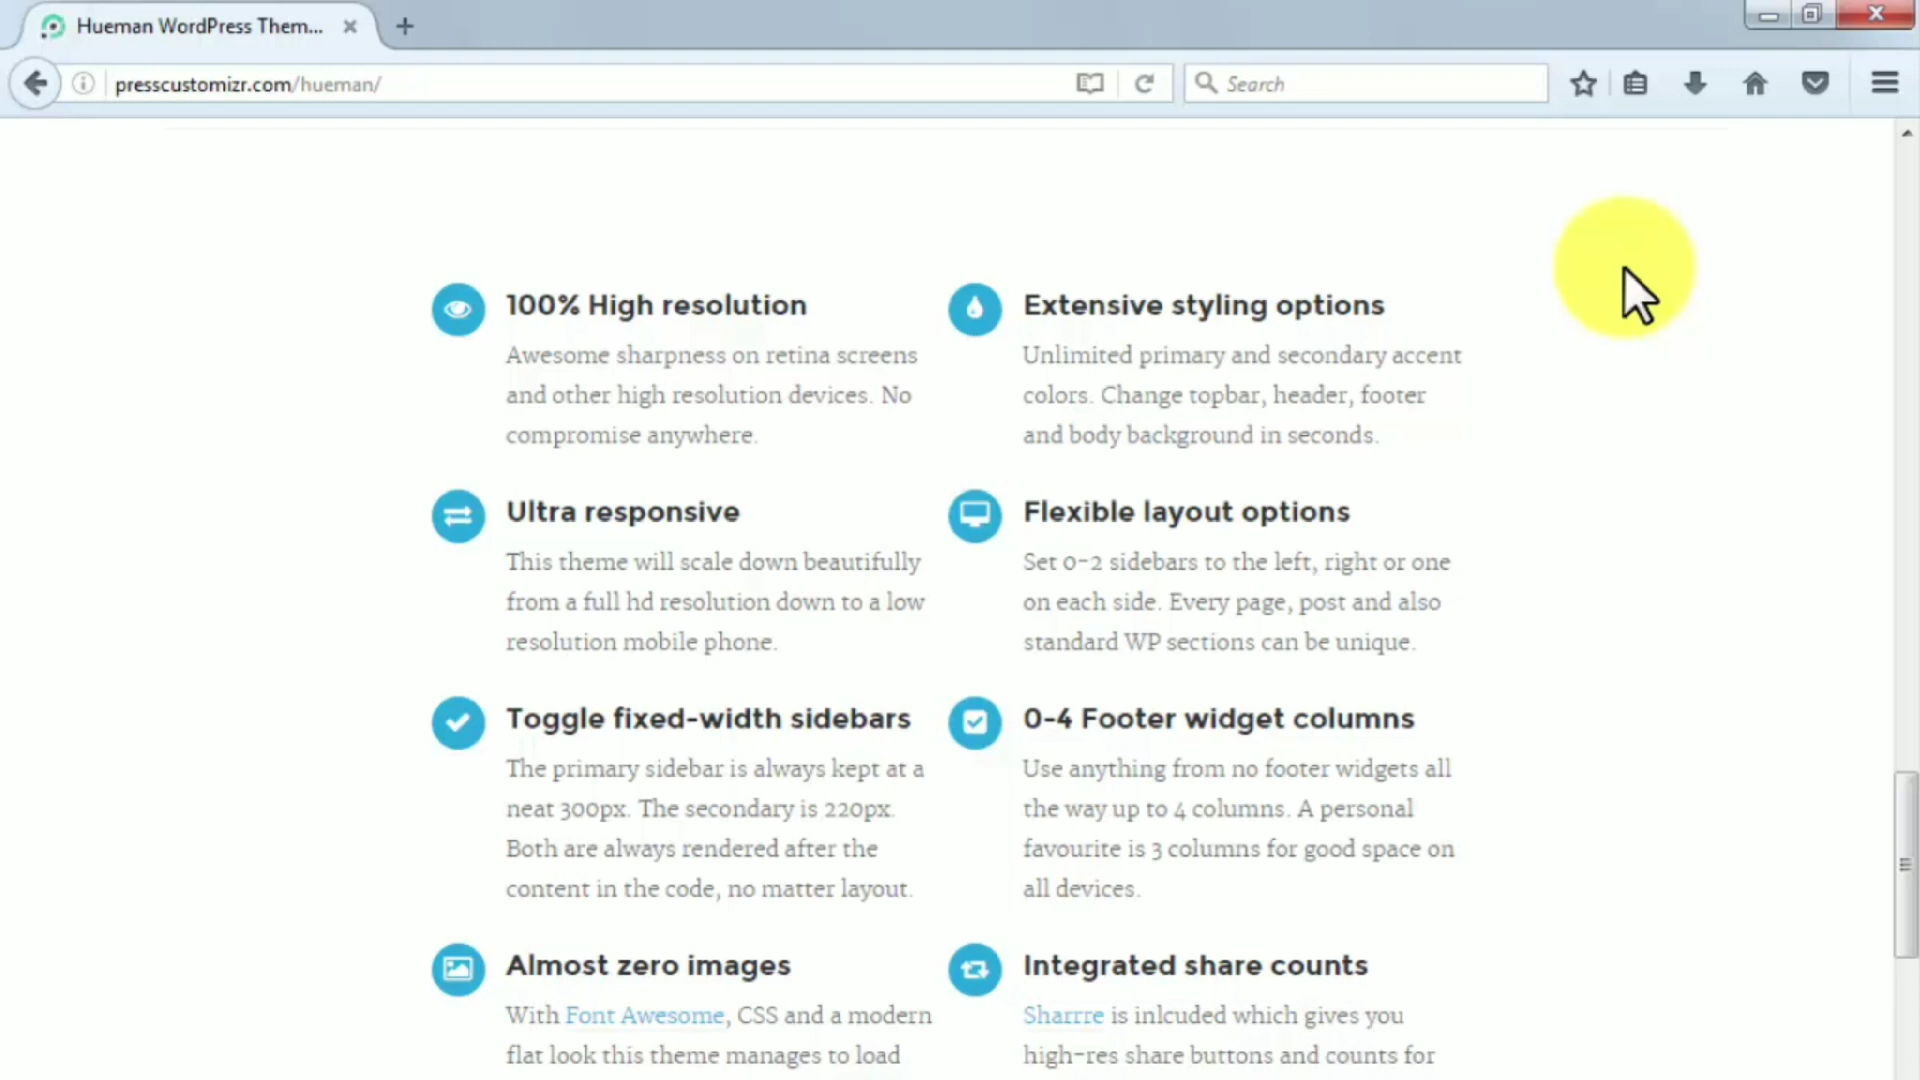 Hueman WordPress Them...
presscustomizr.com/hueman/
Search
100% High resolution
Awesome sharpness on retina screens
and other high resolution devices. No
compromise anywhere.
Extensive styling options
Unlimited primary and secondary accent
colors. Change topbar, header, footer
and body background in seconds.
Ultra responsive
This theme will scale down beautifully
from a full hd resolution down to a low
resolution mobile phone.
Flexible layout options
Set 0-2 sidebars to the left, right or one
on each side. Every page, post and also
standard WP sections can be unique.
Toggle fixed-width sidebars
The primary sidebar is always kept at a
neat 300px. The secondary is 220px.
Both are always rendered after the
content in the code, no matter layout.
0-4 Footer widget columns
Use anything from no footer widgets all
the way up to 4 columns. A personal
favourite is 3 columns for good space on
all devices.
Almost zero images
With Font Awesome, CSS and a modern
flat look this theme manages to load
Integrated share counts
Sharrre is inlcuded which gives you
high-res share buttons and counts for